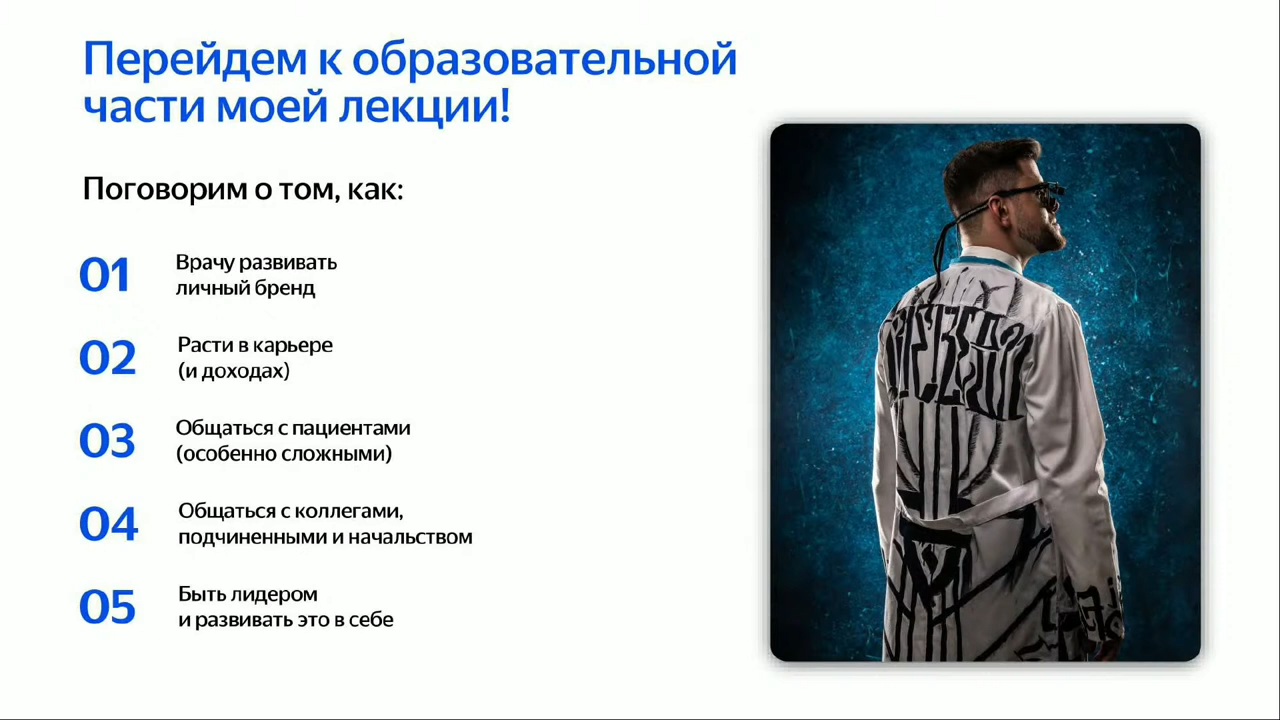 Перейдем к образовательной
части моей лекции!
Поговорим о том, как:
01
Врачу развивать
личный бренд
02
Расти в карьере
(и доходах)
03
Общаться с пациентами
(особенно сложными)
04
Общаться с коллегами,
подчиненными и начальством
05
Быть лидером
и развивать это в себе